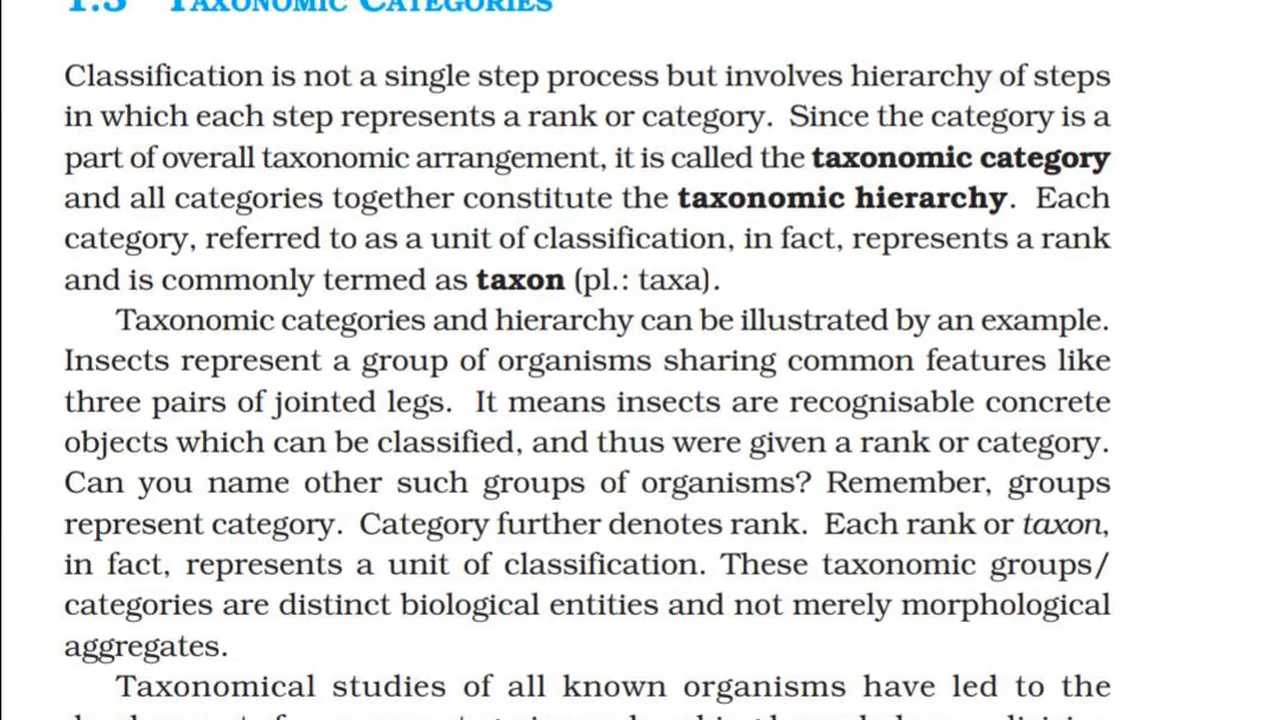 1.3 TAXONOMIC CATEGORIES
Classification is not a single step process but involves hierarchy of steps
in which each step represents a rank or category. Since the category is a
part of overall taxonomic arrangement, it is called the taxonomic category
and all categories together constitute the taxonomic hierarchy. Each
category, referred to as a unit of classification, in fact, represents a rank
and is commonly termed as taxon (pl.: taxa).
Taxonomic categories and hierarchy can be illustrated by an example.
Insects represent a group of organisms sharing common features like
three pairs of jointed legs. It means insects are recognisable concrete
objects which can be classified, and thus were given a rank or category.
Can you name other such groups of organisms? Remember, groups
represent category. Category further denotes rank. Each rank or taxon,
in fact, represents a unit of classification. These taxonomic groups/
categories are distinct biological entities and not merely morphological
aggregates.
Taxonomical studies of all known organisms have led to the